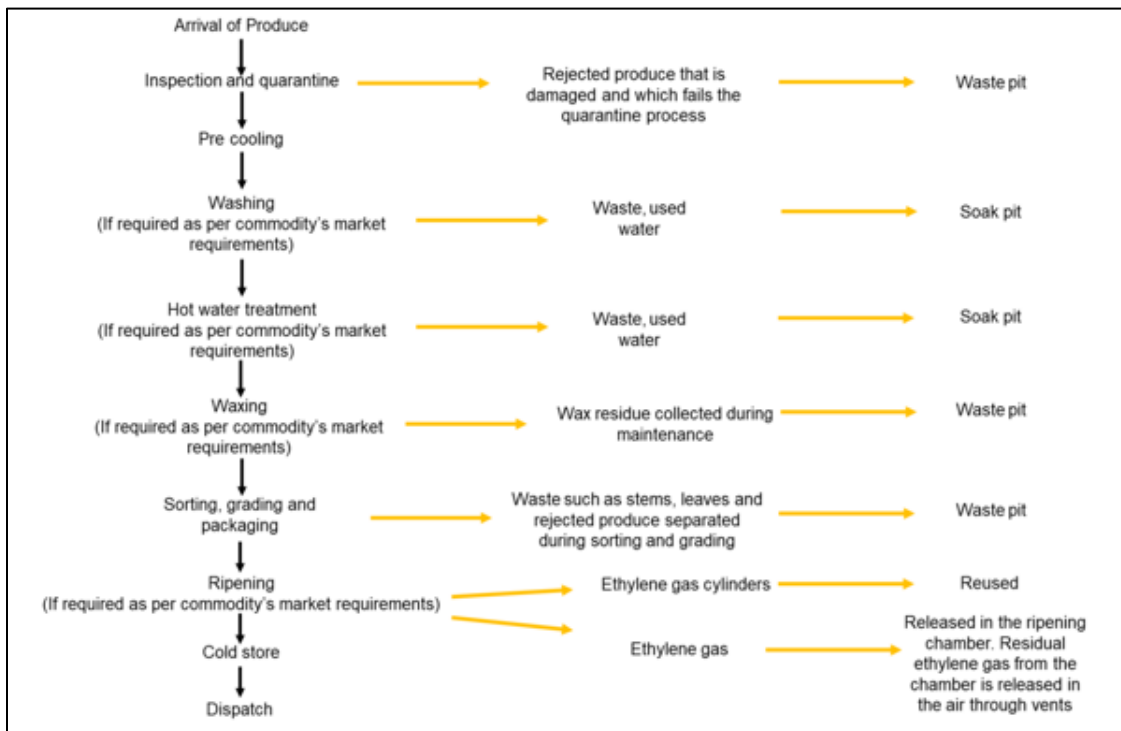 Arrival of Produce
Inspection and quarantine
Rejected produce that is
damaged and which fails the
quarantine process
Waste pit
Pre cooling
Washing
(If required as per commodity's market
requirements)
Waste, used
water
Soak pit
Hot water treatment
(If required as per commodity's market
requirements)
Waste, used
water
Soak pit
Waxing
(If required as per commodity's market
requirements)
Wax residue collected during
maintenance
Waste pit
Sorting, grading and
packaging
Waste such as stems, leaves and
rejected produce separated
during sorting and grading
Waste pit
Ripening
(If required as per commodity's market requirements)
Ethylene gas cylinders
Reused
Ethylene gas
Released in the ripening
chamber. Residual
ethylene gas from the
chamber is released in
the air through vents
Cold store
Dispatch